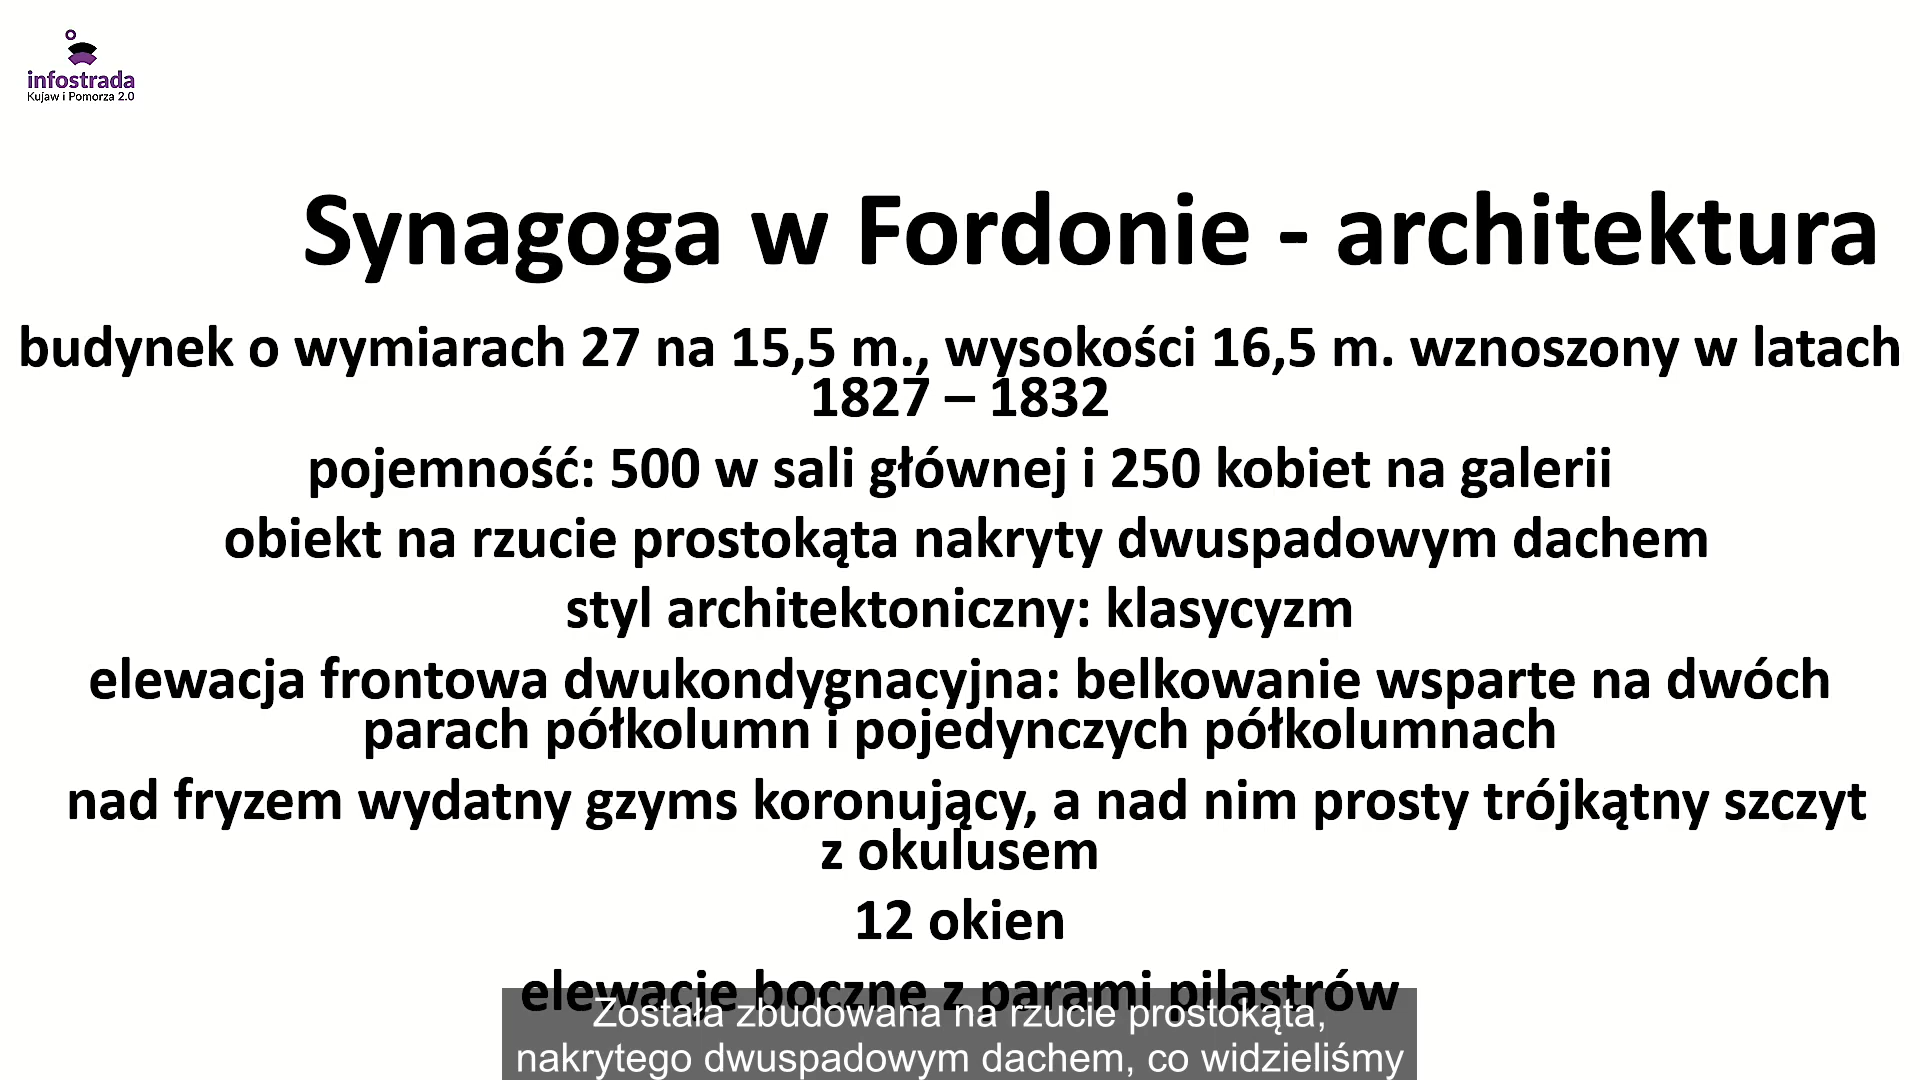 infostrada
Kujaw i Pomorza 2.0
Synagoga w Fordonie - architektura
budynek o wymiarach 27 na 15,5 m., wysokości 16,5 m. wznoszony w latach
1827 – 1832
pojemność: 500 w sali głównej i 250 kobiet na galerii
obiekt na rzucie prostokąta nakryty dwuspadowym dachem
styl architektoniczny: klasycyzm
elewacja frontowa dwukondygnacyjna: belkowanie wsparte na dwóch
parach półkolumn i pojedynczych półkolumnach
nad fryzem wydatny gzyms koronujący, a nad nim prosty trójkątny szczyt
z okulusem
12 okien
elewacje boczne z parami pilastrów
Została zbudowana na rzucie prostokąta,
nakrytego dwuspadowym dachem, co widzieliśmy